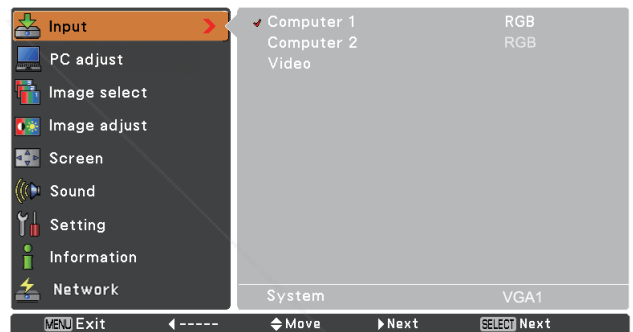 Input
PC adjust
Image select
Image adjust
Screen
Sound
Setting
Information
Network
Computer 1 RGB
Computer 2 RGB
Video
System VGA1
MENU Exit ----- Move Next SELECT Next